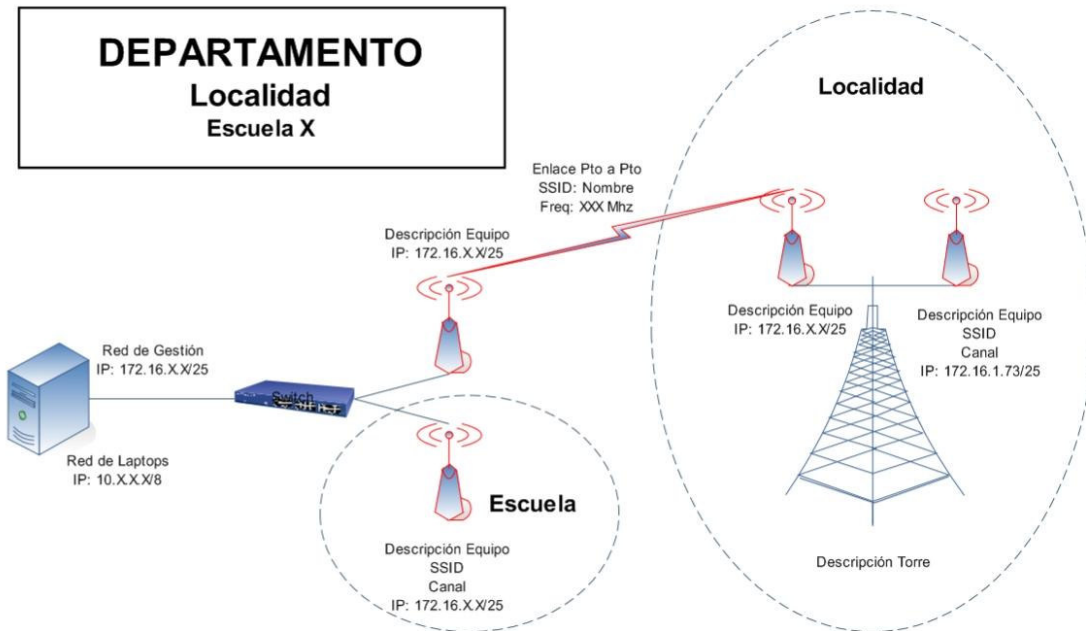 DEPARTAMENTO
Localidad
Escuela X
Localidad
Enlace Pto a Pto
SSID: Nombre
Freq: XXX Mhz
Descripción Equipo
IP: 172.16.X.X/25
Descripción Equipo
IP: 172.16.X.X/25
Descripción Equipo
SSID
Canal
IP: 172.16.1.73/25
Red de Gestión
IP: 172.16.X.X/25
Switch
Red de Laptops
IP: 10.X.X.X/8
Escuela
Descripción Equipo
SSID
Canal
IP: 172.16.X.X/25
Descripción Torre